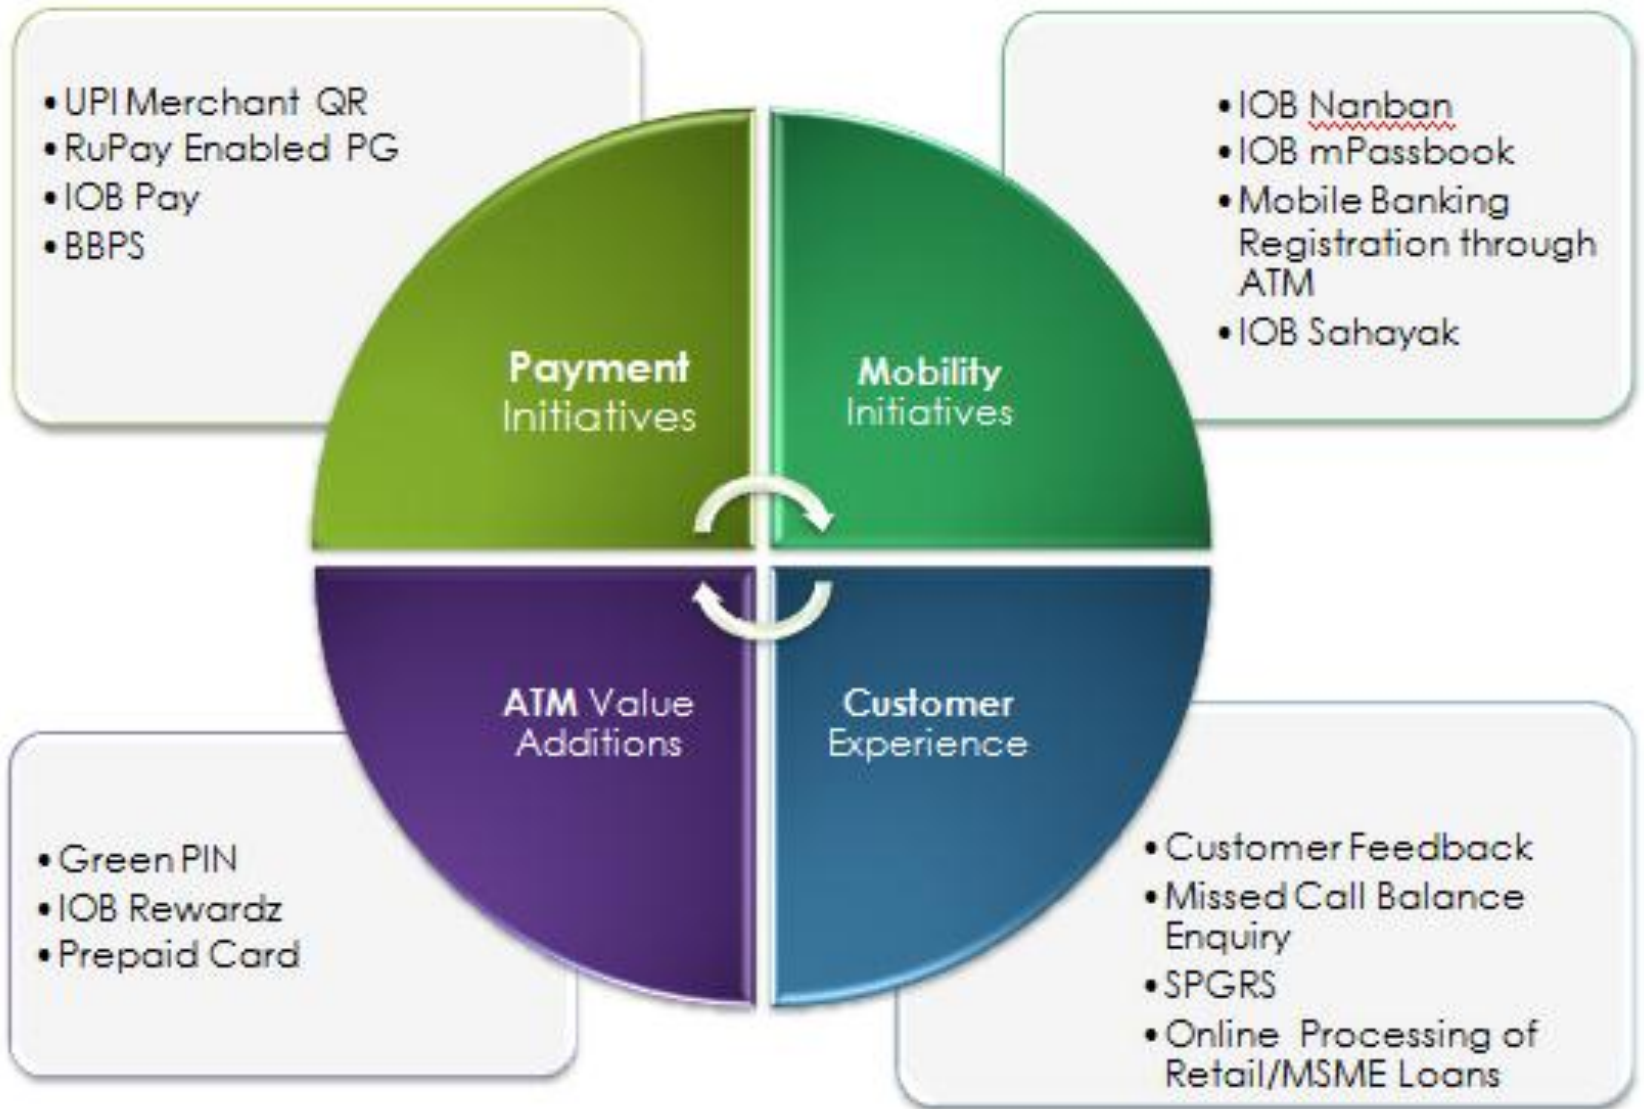 • UPI Merchant QR
• RuPay Enabled PG
• IOB Pay
• BBPS
• IOB Nanban
• IOB mPassbook
• Mobile Banking
Registration through
ATM
• IOB Sahayak
Payment
Initiatives
Mobility
Initiatives
ATM Value
Additions
Customer
Experience
• Green PIN
• IOB Rewardz
• Prepaid Card
• Customer Feedback
• Missed Call Balance
Enquiry
• SPGRS
• Online Processing of
Retail/MSME Loans